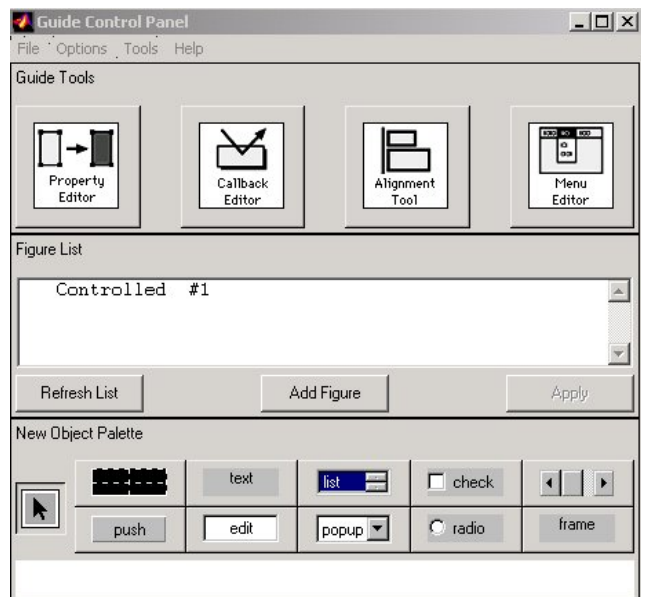 Guide Control Panel
File Options Tools Help
Guide Tools
Property Editor
Callback Editor
Alignment Tool
Menu Editor
Figure List
Controlled #1
Refresh List Add Figure Apply
New Object Palette
text list check
push edit popup radio frame